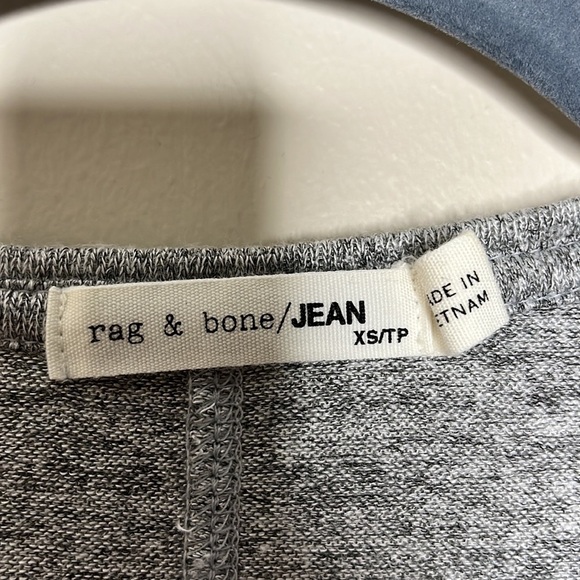 rag & bone/JEAN
XS/TP
ADE IN
ETNAM